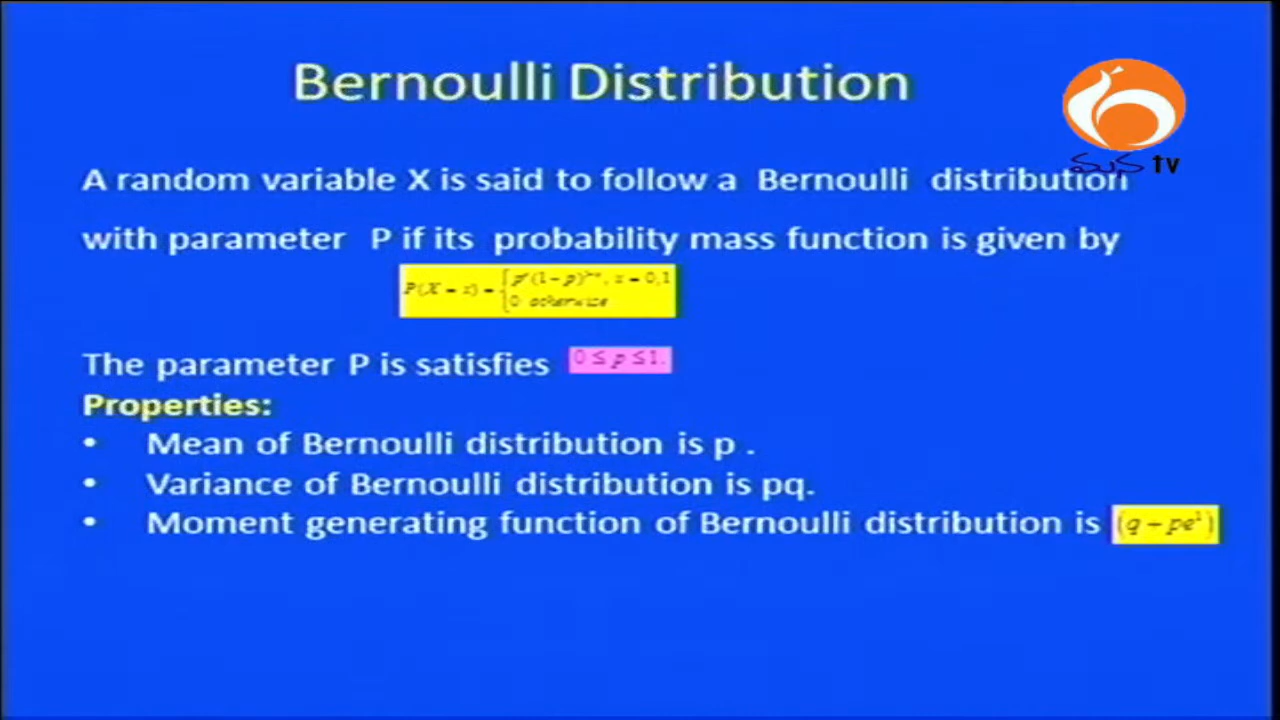 Bernoulli Distribution
SVS tv
A random variable X is said to follow a Bernoulli distribution
with parameter P if its probability mass function is given by
P(X = x) = { p^x (1 − p)^{1−x}, x = 0,1
0 otherwise
The parameter P is satisfies 0 ≤ p ≤ 1.
Properties:
• Mean of Bernoulli distribution is p .
• Variance of Bernoulli distribution is pq.
• Moment generating function of Bernoulli distribution is (q + pe^t)